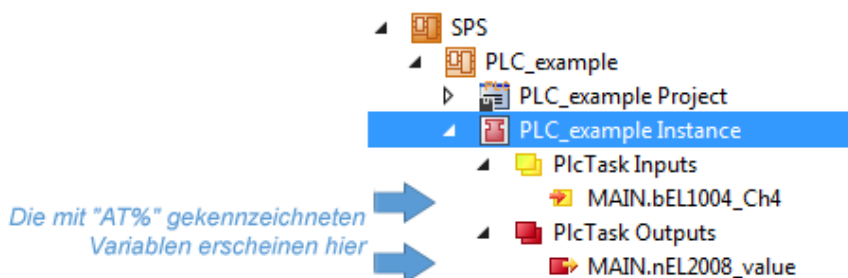 SPS
PLC_example
PLC_example Project
PLC_example Instance
PlcTask Inputs
MAIN.bEL1004_Ch4
Die mit "AT%" gekennzeichneten
Variablen erscheinen hier
PlcTask Outputs
MAIN.nEL2008_value